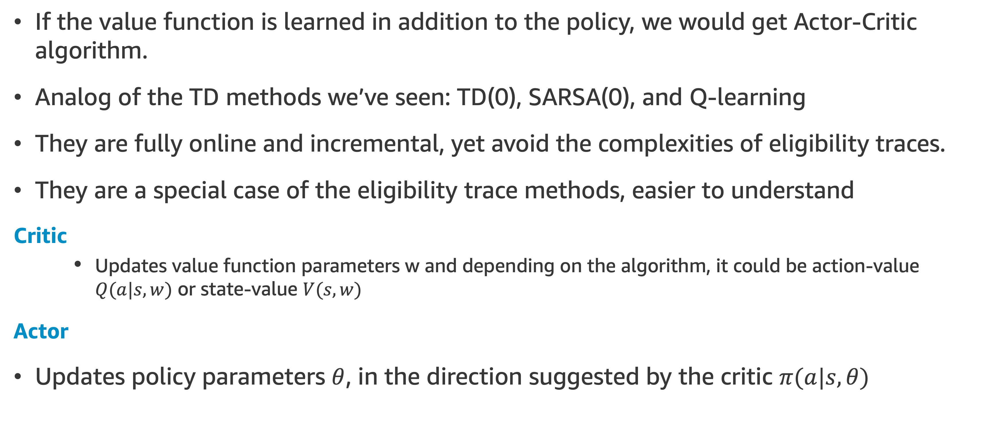 • If the value function is learned in addition to the policy, we would get Actor-Critic
algorithm.
• Analog of the TD methods we’ve seen: TD(0), SARSA(0), and Q-learning
• They are fully online and incremental, yet avoid the complexities of eligibility traces.
• They are a special case of the eligibility trace methods, easier to understand
Critic
• Updates value function parameters w and depending on the algorithm, it could be action-value
𝑄(𝑎|𝑠, 𝑤) or state-value 𝑉(𝑠, 𝑤)
Actor
• Updates policy parameters 𝜃, in the direction suggested by the critic 𝜋(𝑎|𝑠, 𝜃)